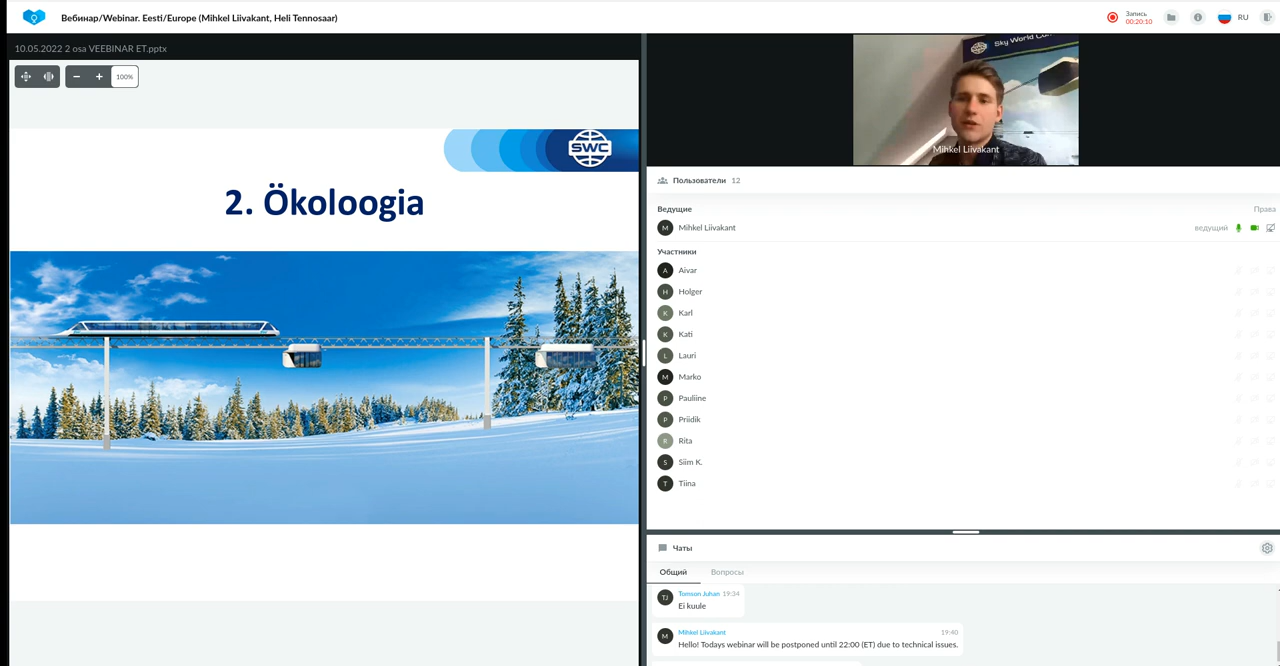 Вебинар/Webinar. Eesti/Europe (Mihkel Liivakant, Heli Tennosaar)
Запись
00:20:10
RU
10.05.2022 2 osa VEEBINAR ET.pptx
100%
SWC
2. Ökoloogia
Sky World Com
Mihkel Liivakant
Пользователи 12
Ведущие
Права
M Mihkel Liivakant
ведущий
Участники
A Aivar
H Holger
K Karl
K Kati
L Lauri
M Marko
P Pauliine
P Priidik
R Rita
S Siim K.
T Tiina
Чаты
Общий
Вопросы
TJ Tomson Juhan 19:34
Ei kuule
M Mihkel Liivakant 19:40
Hello! Todays webinar will be postponed until 22:00 (ET) due to technical issues.